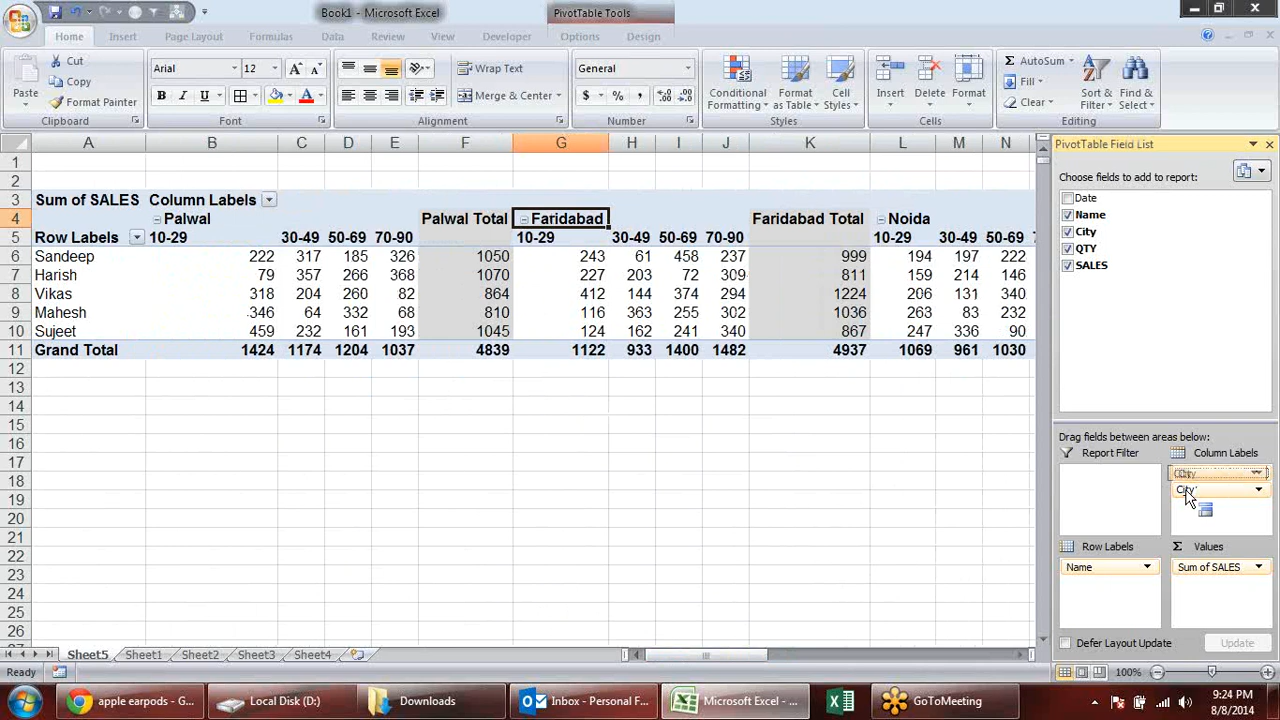 Book1 - Microsoft Excel
PivotTable Tools
Home Insert Page Layout Formulas Data Review View Developer Options Design
Paste
Cut
Copy
Format Painter
Clipboard
Arial 12
Font
Wrap Text
Merge & Center
Alignment
General
$ % ,
Number
Conditional Formatting
Format as Table
Cell Styles
Styles
Insert Delete Format
Cells
AutoSum
Fill
Clear
Sort & Filter
Find & Select
Editing
A B C D E F G H I J K L M N
1
2
3 Sum of SALES Column Labels
4 Palwal Palwal Total Faridabad Faridabad Total Noida
5 Row Labels 10-29 30-49 50-69 70-90 10-29 30-49 50-69 70-90 10-29 30-49 50-69
6 Sandeep 222 317 185 326 1050 243 61 458 237 999 194 197 222
7 Harish 79 357 266 368 1070 227 203 72 309 811 159 214 146
8 Vikas 318 204 260 82 864 412 144 374 294 1224 206 131 340
9 Mahesh 346 64 332 68 810 116 363 255 302 1036 263 83 232
10 Sujeet 459 232 161 193 1045 124 162 241 340 867 247 336 90
11 Grand Total 1424 1174 1204 1037 4839 1122 933 1400 1482 4937 1069 961 1030
12
13
14
15
16
17
18
19
20
21
22
23
24
25
26
PivotTable Field List
Choose fields to add to report:
Date
Name
City
QTY
SALES
Drag fields between areas below:
Report Filter Column Labels
City
Row Labels Σ Values
Name Sum of SALES
Defer Layout Update Update
Sheet5 Sheet1 Sheet2 Sheet3 Sheet4
Ready 100%
apple earpods - G... Local Disk (D:) Downloads Inbox - Personal F... Microsoft Excel - ... GoToMeeting
9:24 PM
8/8/2014